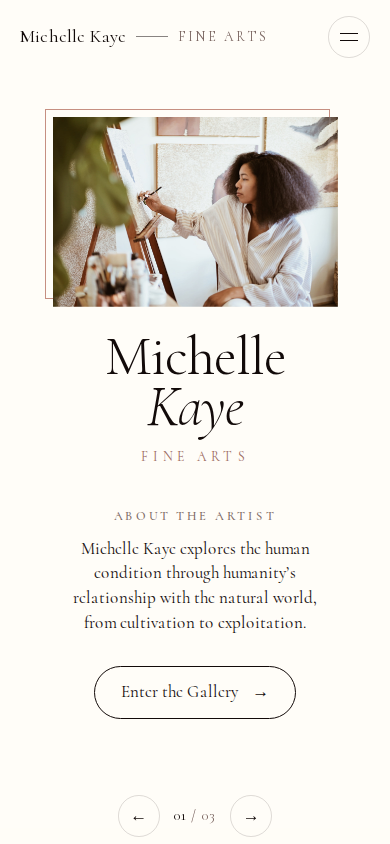 Michelle Kaye — FINE ARTS
Michelle
Kaye
FINE ARTS
ABOUT THE ARTIST
Michelle Kaye explores the human
condition through humanity’s
relationship with the natural world,
from cultivation to exploitation.
Enter the Gallery →
← 01 / 03 →